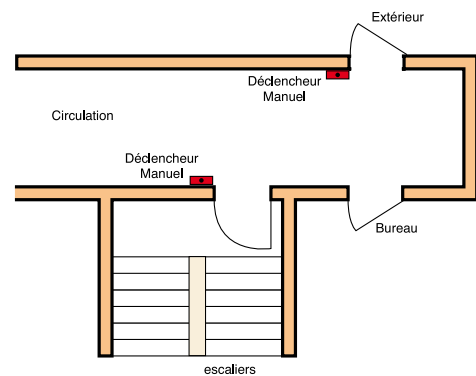 Extérieur
Déclencheur
Manuel
Circulation
Déclencheur
Manuel
Bureau
escaliers